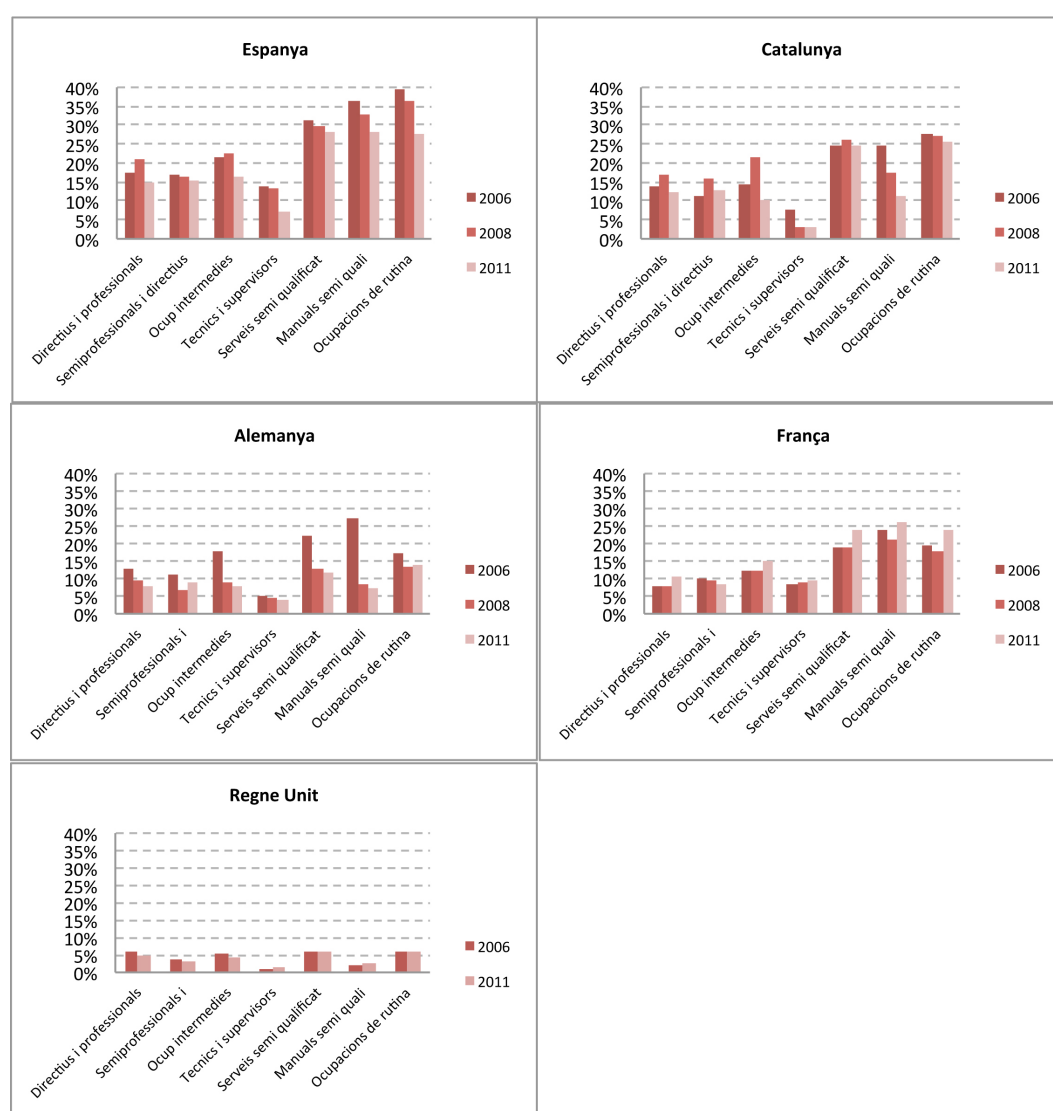 Espanya
40%
35%
30%
25%
20%
15%
10%
5%
0%
Directius i professionals
Semiprofessionals i directius
Ocup intermedies
Tecnics i supervisors
Serveis semi qualificat
Manuals semi quali
Ocupacions de rutina
2006
2008
2011
Catalunya
40%
35%
30%
25%
20%
15%
10%
5%
0%
Directius i professionals
Semiprofessionals i directius
Ocup intermedies
Tecnics i supervisors
Serveis semi qualificat
Manuals semi quali
Ocupacions de rutina
2006
2008
2011
Alemanya
40%
35%
30%
25%
20%
15%
10%
5%
0%
Directius i professionals
Semiprofessionals i
Ocup intermedies
Tecnics i supervisors
Serveis semi qualificat
Manuals semi quali
Ocupacions de rutina
2006
2008
2011
França
40%
35%
30%
25%
20%
15%
10%
5%
0%
Directius i professionals
Semiprofessionals i
Ocup intermedies
Tecnics i supervisors
Serveis semi qualificat
Manuals semi quali
Ocupacions de rutina
2006
2008
2011
Regne Unit
40%
35%
30%
25%
20%
15%
10%
5%
0%
Directius i professionals
Semiprofessionals i
Ocup intermedies
Tecnics i supervisors
Serveis semi qualificat
Manuals semi quali
Ocupacions de rutina
2006
2011